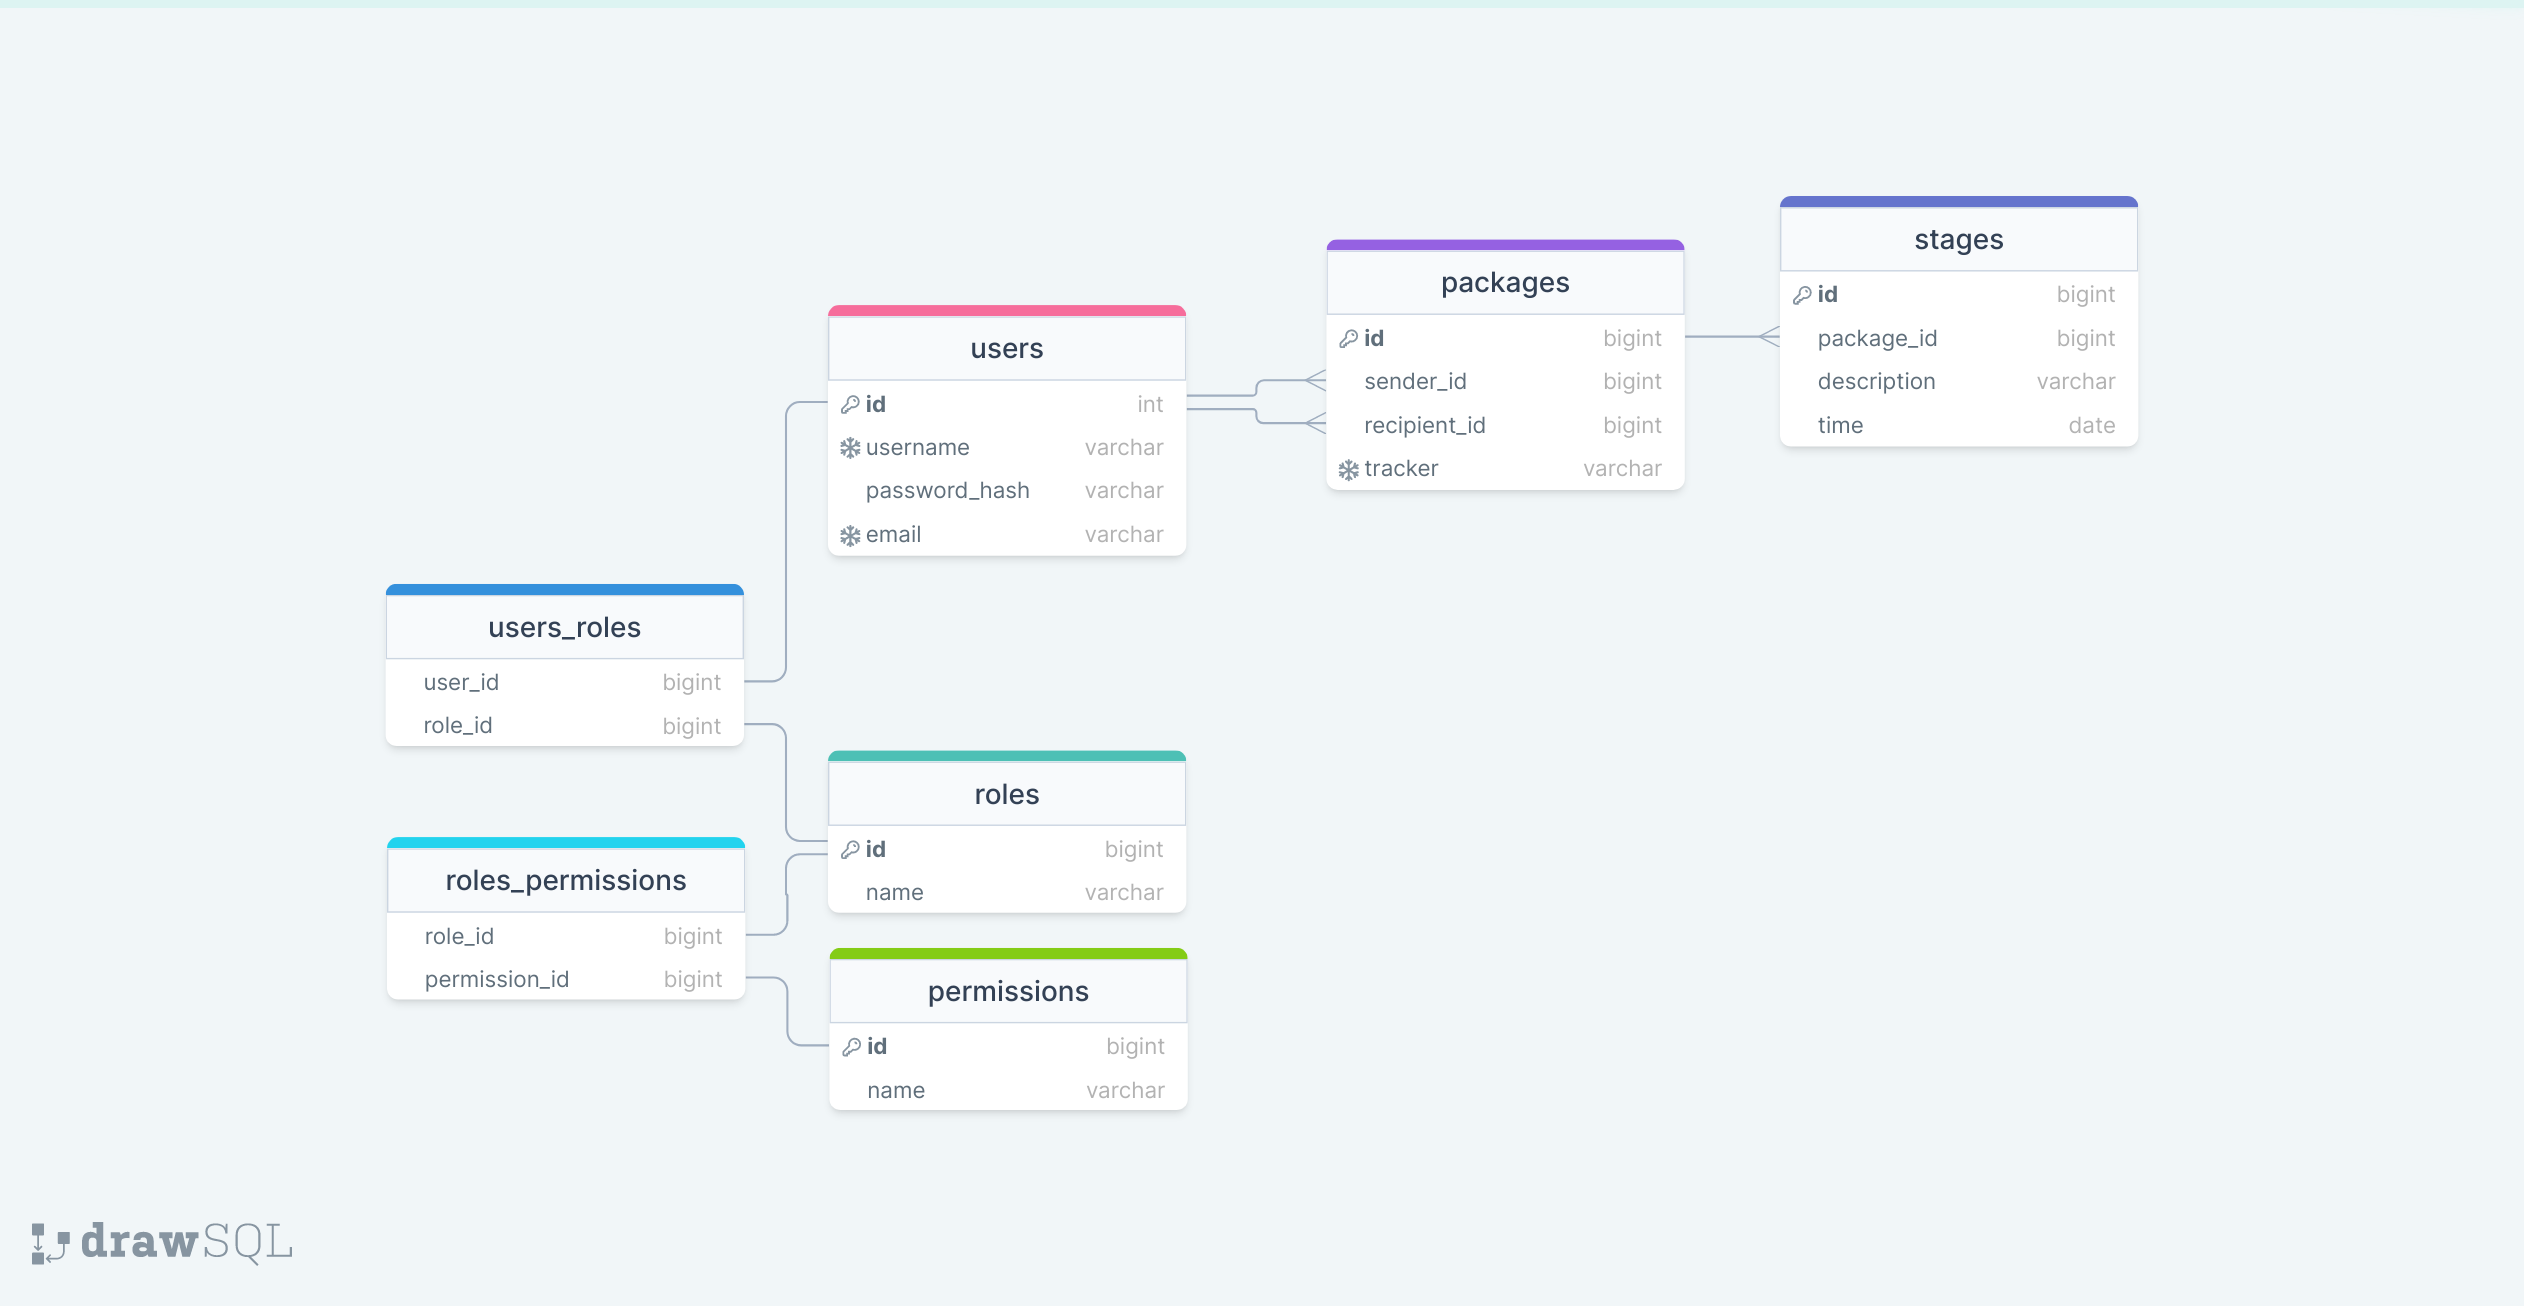 stages
id bigint
package_id bigint
description varchar
time date
packages
id bigint
sender_id bigint
recipient_id bigint
tracker varchar
users
id int
username varchar
password_hash varchar
email varchar
users_roles
user_id bigint
role_id bigint
roles
id bigint
name varchar
roles_permissions
role_id bigint
permission_id bigint
permissions
id bigint
name varchar
drawSQL